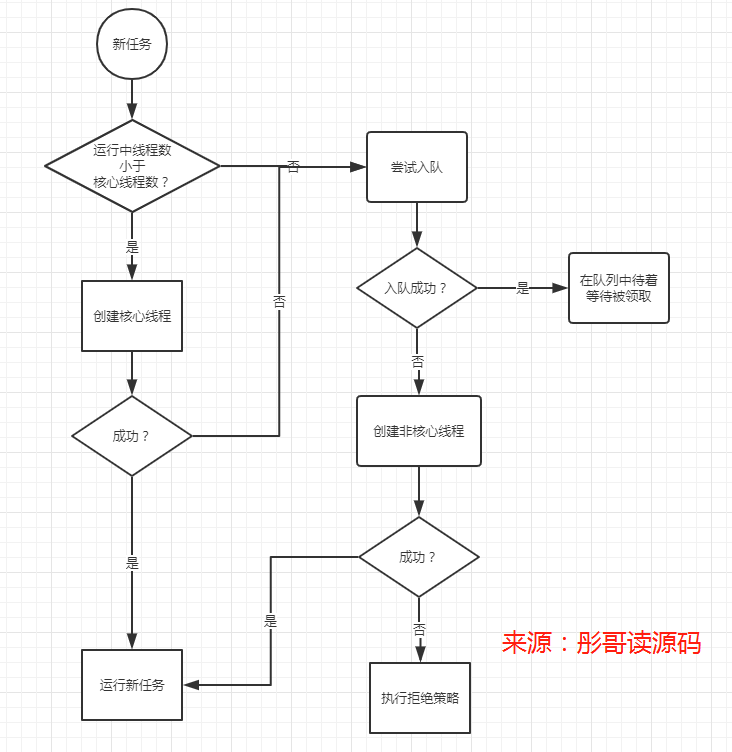 新任务
运行中线程数
小于
核心线程数？
否
尝试入队
是
创建核心线程
否
入队成功？
是
在队列中待着
等待被领取
否
成功？
创建非核心线程
是
成功？
是
否
运行新任务
执行拒绝策略
来源：彤哥读源码